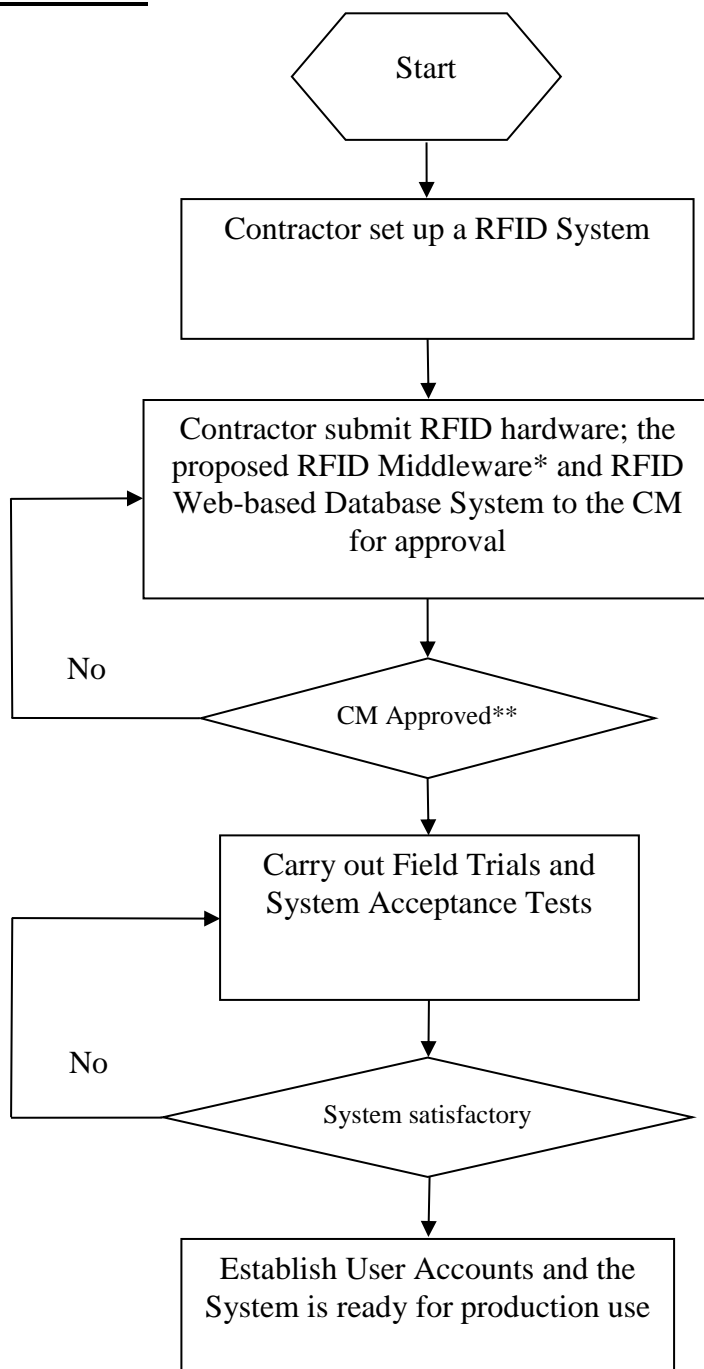 Start
Contractor set up a RFID System
Contractor submit RFID hardware; the
proposed RFID Middleware* and RFID
Web-based Database System to the CM
for approval
No
CM Approved**
Carry out Field Trials and
System Acceptance Tests
No
System satisfactory
Establish User Accounts and the
System is ready for production use